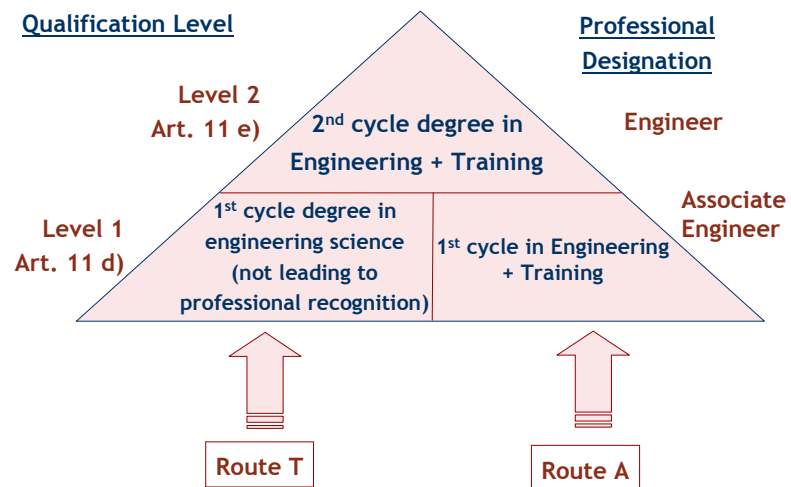 Qualification Level
Professional
Designation
Level 2
Art. 11 e)
2nd cycle degree in
Engineering + Training
Engineer
Level 1
Art. 11 d)
1st cycle degree in
engineering science
(not leading to
professional recognition)
1st cycle in Engineering
+ Training
Associate
Engineer
Route T
Route A